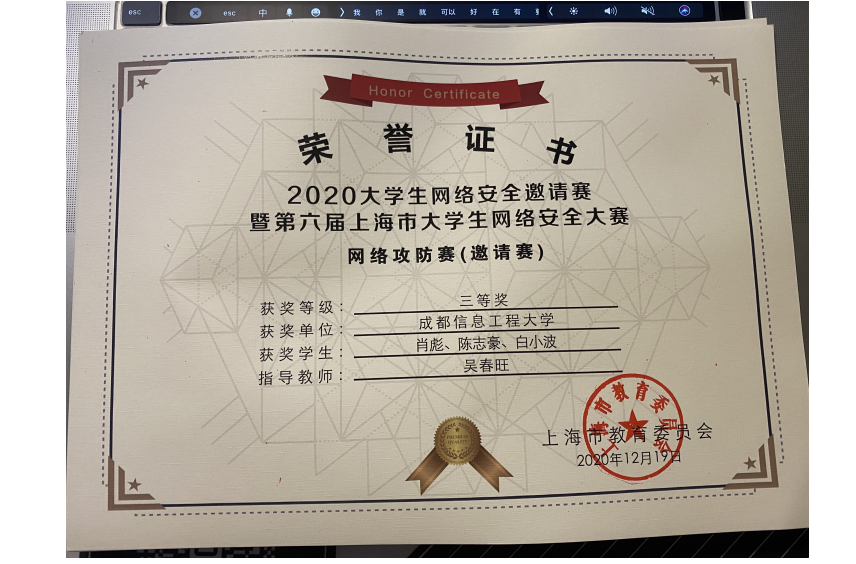 esc
esc 中 我 你 是 就 可以 好 在 有
Honor Certificate
荣誉证书
2020大学生网络安全邀请赛
暨第六届上海市大学生网络安全大赛
网络攻防赛(邀请赛)
获奖等级：三等奖
获奖单位：成都信息工程大学
获奖学生：肖彪、陈志豪、白小波
指导教师：吴春旺
PREMIUM
QUALITY
上海市教育委员会
上海市教育委员会
2020年12月19日